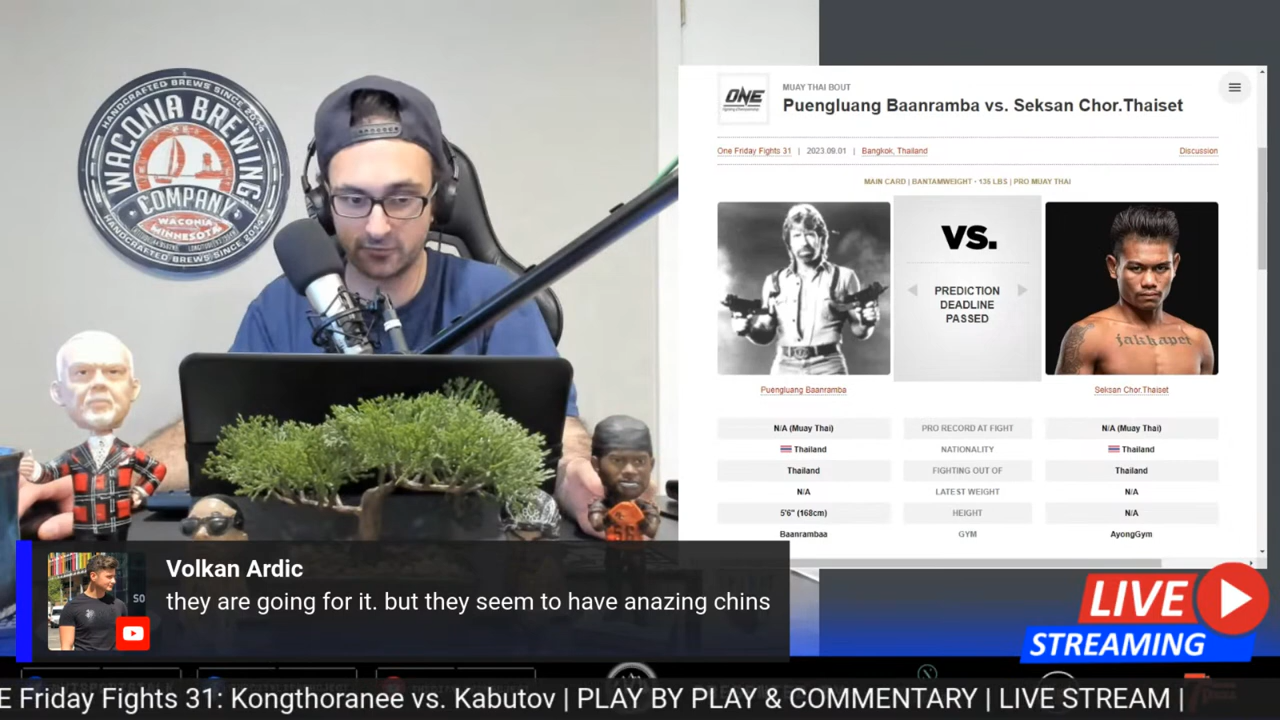 HANDCRAFTED BREWS SINCE 2014
WACONIA BREWING
COMPANY
WACONIA
MINNESOTA
ONE
MUAY THAI BOUT
Puengluang Baanramba vs. Seksan Chor.Thaiset
One Friday Fights 31 | 2023.09.01 | Bangkok, Thailand
Discussion
MAIN CARD | BANTAMWEIGHT · 135 LBS | PRO MUAY THAI
VS.
PREDICTION
DEADLINE
PASSED
jakkapet
Puengluang Baanramba
Seksan Chor.Thaiset
N/A (Muay Thai) PRO RECORD AT FIGHT N/A (Muay Thai)
Thailand NATIONALITY Thailand
Thailand FIGHTING OUT OF Thailand
N/A LATEST WEIGHT N/A
5'6" (168cm) HEIGHT N/A
Baanrambaa GYM AyongGym
Volkan Ardic
they are going for it. but they seem to have anazing chins
SO
LIVE
STREAMING
E Friday Fights 31: Kongthoranee vs. Kabutov | PLAY BY PLAY & COMMENTARY | LIVE STREAM |